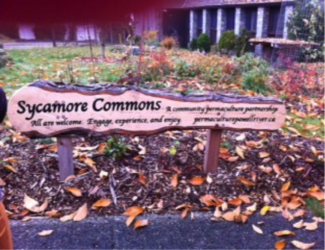 Sycamore Commons A community permaculture partnership
All are welcome. Engage, experience, and enjoy permaculturepowellriver.ca